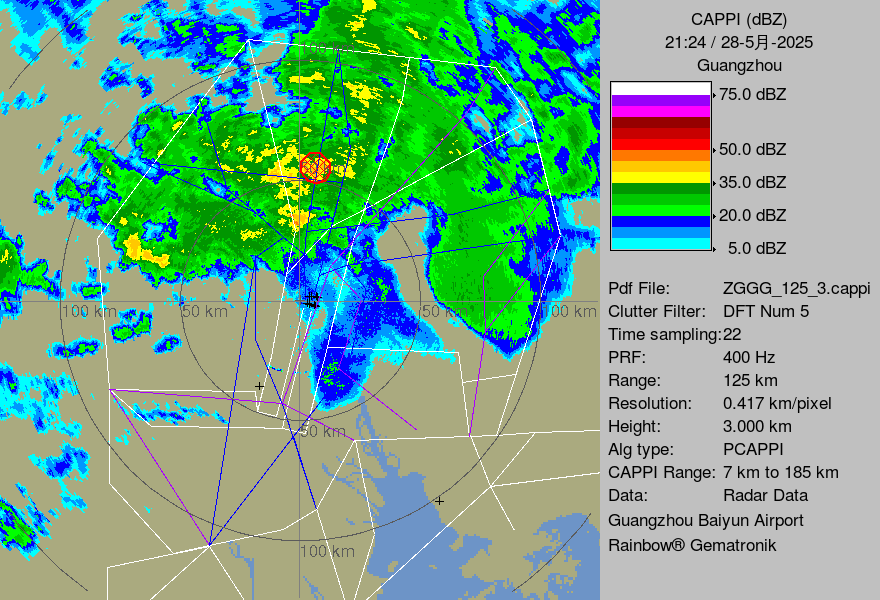 CAPPI (dBZ)
21:24 / 28-5月-2025
Guangzhou
75.0 dBZ
50.0 dBZ
35.0 dBZ
20.0 dBZ
5.0 dBZ
Pdf File: ZGGG_125_3.cappi
Clutter Filter: DFT Num 5
Time sampling:22
PRF: 400 Hz
Range: 125 km
Resolution: 0.417 km/pixel
Height: 3.000 km
Alg type: PCAPPI
CAPPI Range: 7 km to 185 km
Data: Radar Data
Guangzhou Baiyun Airport
Rainbow® Gematronik
100 km
50 km
50 km
100 km
50 km
100 km